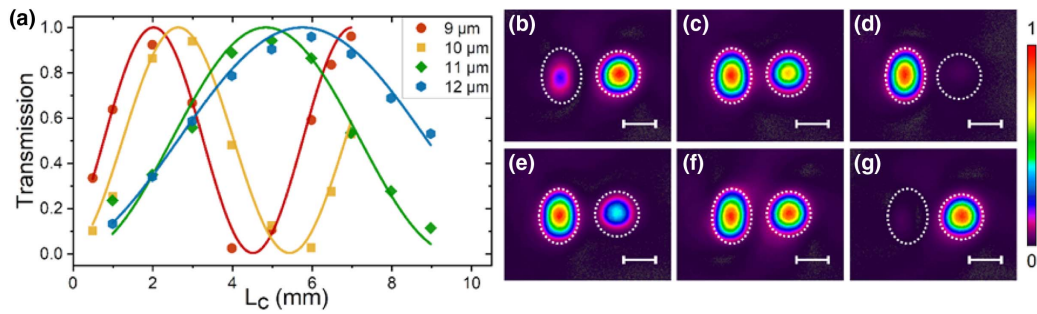 (a)
Transmission
1.0
0.8
0.6
0.4
0.2
0.0
0 2 4 6 8 10
L_C (mm)
9 μm
10 μm
11 μm
12 μm
(b) (c) (d)
(e) (f) (g)
1
0